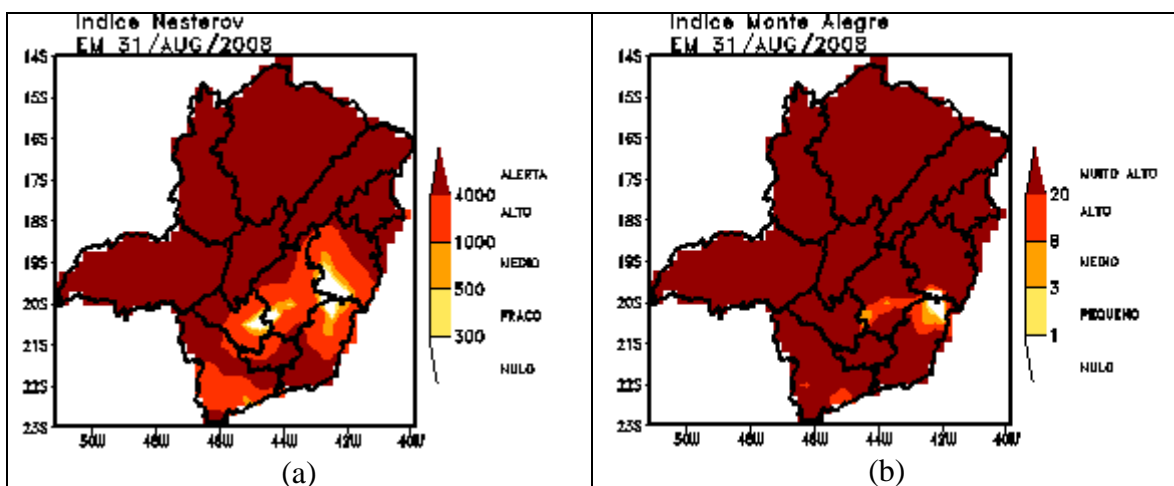 Indice Nesterov
EM 31/AUG/2008
14S
15S
16S
17S
18S
19S
20S
21S
22S
23S
50W
48W
46W
44W
42W
40W
ALERTA
4000
ALTO
1000
MEDIO
500
FRACO
300
NULO
(a)
Indice Monte Alegre
EM 31/AUG/2008
14S
15S
16S
17S
18S
19S
20S
21S
22S
23S
50W
48W
46W
44W
42W
40W
MUITO ALTO
20
ALTO
8
MEDIO
3
PEQUENO
1
NULO
(b)